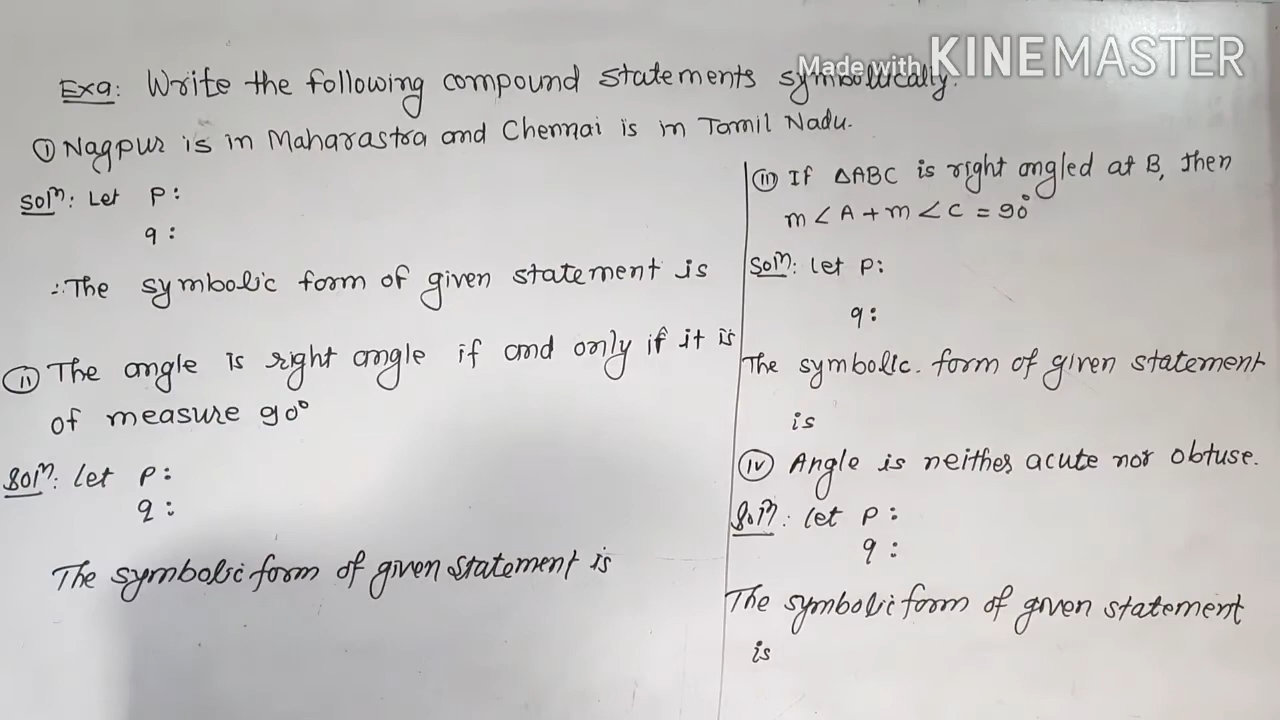 Made with KINEMASTER
Exa: Write the following compound statements symbolically.
① Nagpur is in Maharastra and Chennai is in Tamil Nadu.
Solⁿ: Let p:
q:
∴ The symbolic form of given statement is
ⅱ The angle is right angle if and only if it is
of measure 90°
Solⁿ: let p:
q:
The symbolic form of given statement is
ⅲ If △ABC is right angled at B, then
m∠A + m∠C = 90°
Solⁿ: let p:
q:
The symbolic. form of given statement
is
ⅳ Angle is neither acute nor obtuse.
Solⁿ: let p:
q:
The symbolic form of given statement
is